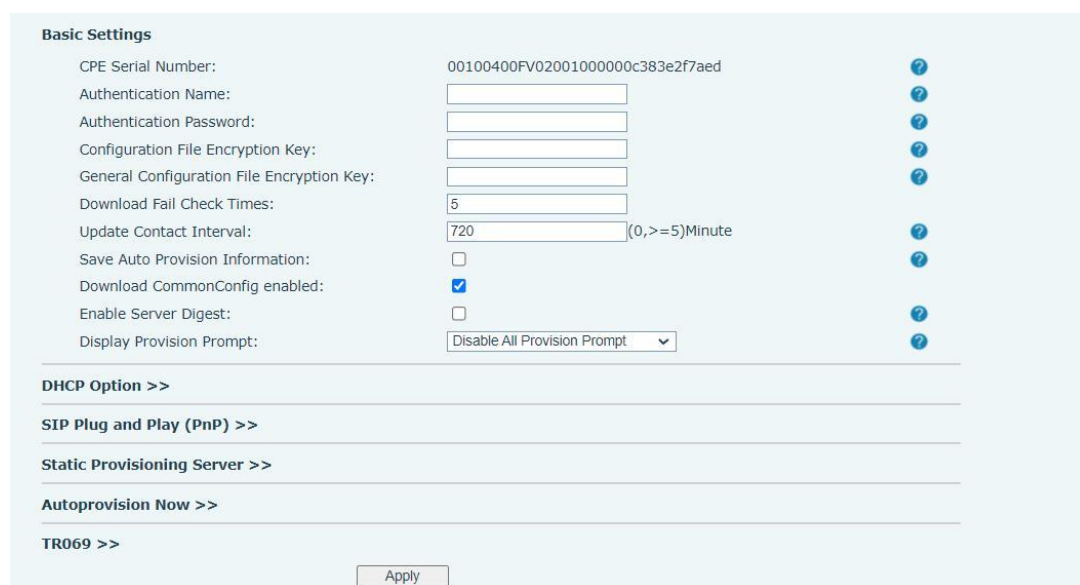 Basic Settings
CPE Serial Number: 00100400FV02001000000c383e2f7aed
Authentication Name:
Authentication Password:
Configuration File Encryption Key:
General Configuration File Encryption Key:
Download Fail Check Times: 5
Update Contact Interval: 720 (0,>=5)Minute
Save Auto Provision Information:
Download CommonConfig enabled:
Enable Server Digest:
Display Provision Prompt: Disable All Provision Prompt
DHCP Option >>
SIP Plug and Play (PnP) >>
Static Provisioning Server >>
Autoprovision Now >>
TR069 >>
Apply